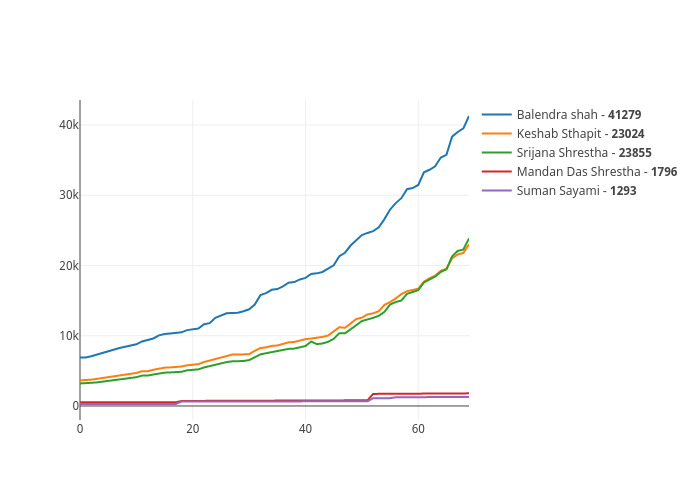 Balendra shah - 41279
Keshab Sthapit - 23024
Srijana Shrestha - 23855
Mandan Das Shrestha - 1796
Suman Sayami - 1293
40k
30k
20k
10k
0
0 20 40 60